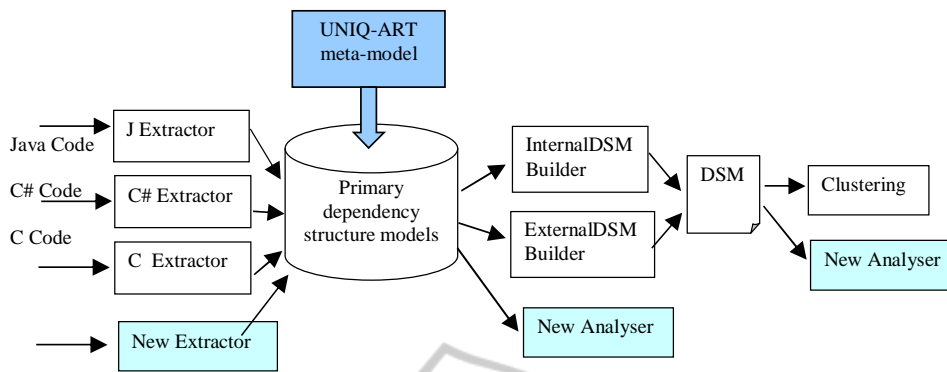 UNIQ-ART
meta-model
Java Code
J Extractor
C# Code
C# Extractor
C Code
C Extractor
New Extractor
Primary
dependency
structure models
InternalDSM
Builder
ExternalDSM
Builder
New Analyser
DSM
Clustering
New Analyser